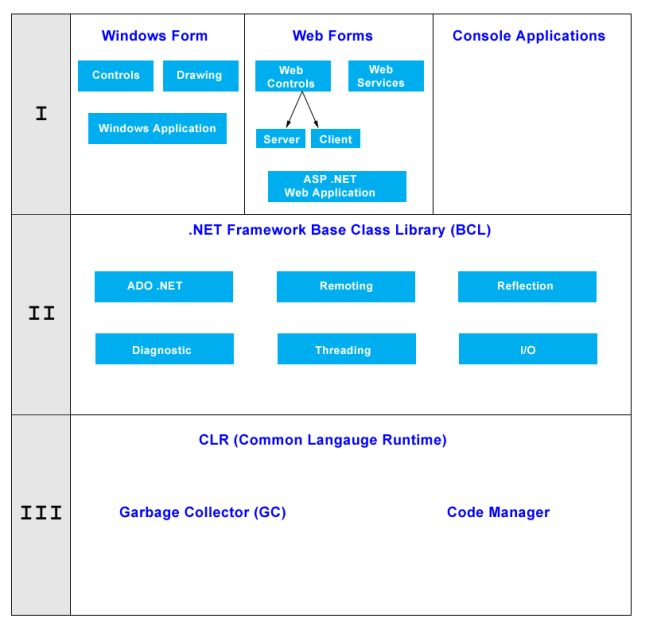 I
Windows Form
Controls
Drawing
Windows Application
Web Forms
Web
Controls
Web
Services
Server
Client
ASP .NET
Web Application
Console Applications
II
.NET Framework Base Class Library (BCL)
ADO .NET
Remoting
Reflection
Diagnostic
Threading
I/O
III
CLR (Common Langauge Runtime)
Garbage Collector (GC)
Code Manager